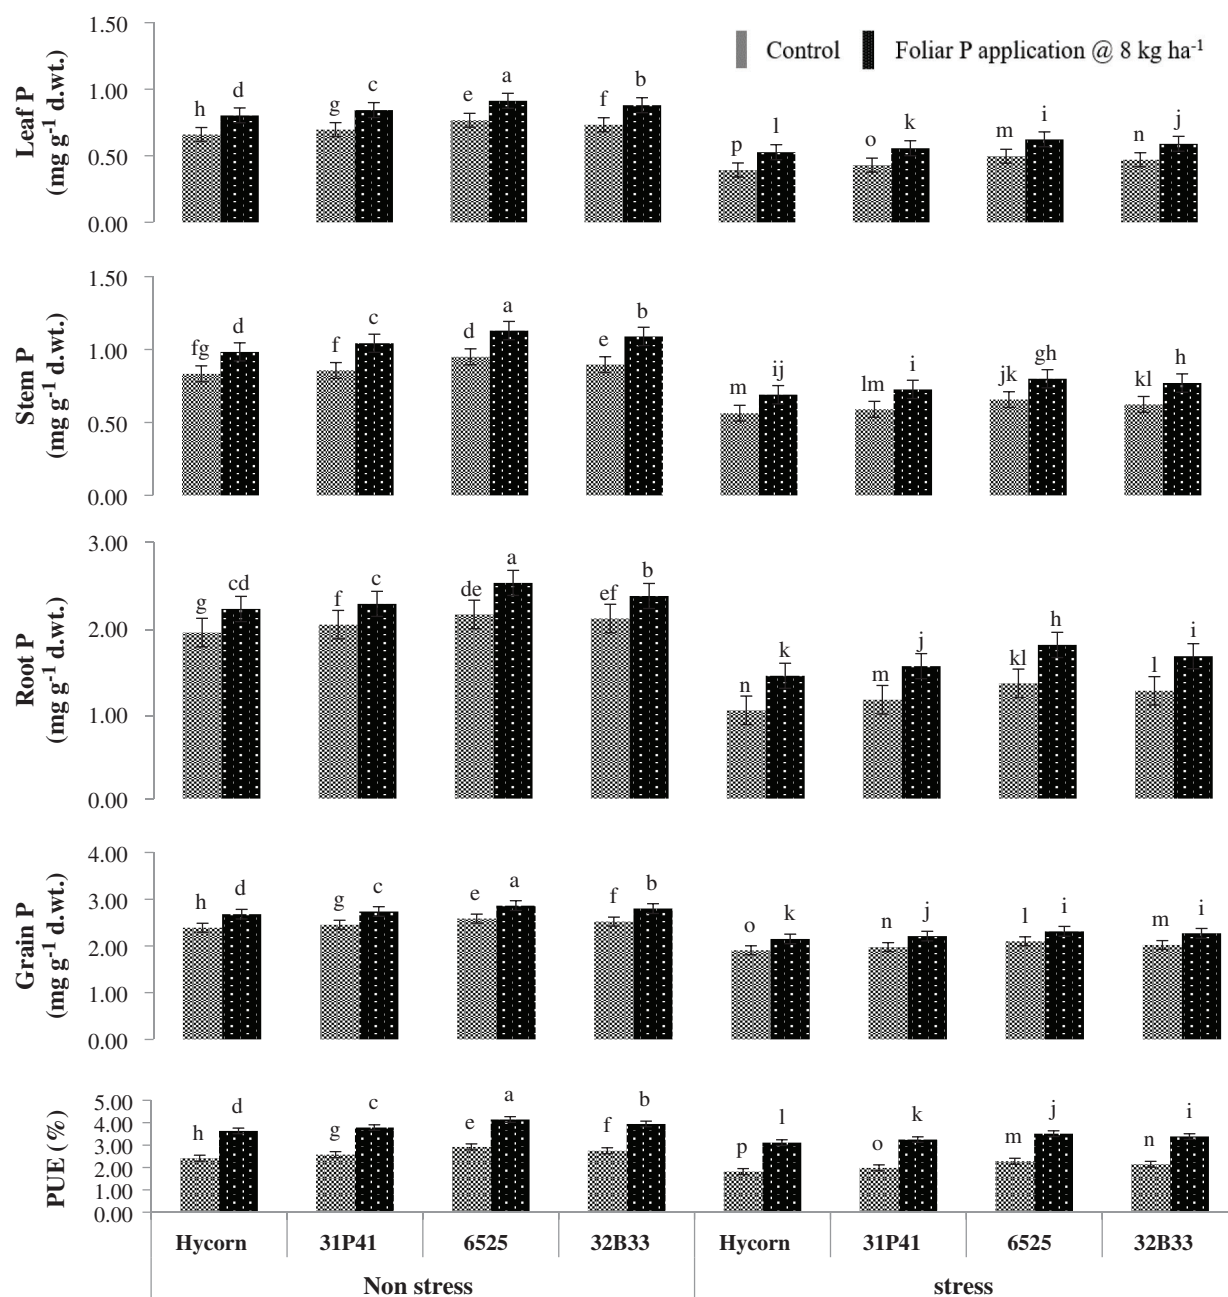 Control Foliar P application @ 8 kg ha⁻¹
Leaf P
(mg g⁻¹ d.wt.)
1.50
1.00
0.50
0.00
h d g c e a f b p l o k m i n j
Stem P
(mg g⁻¹ d.wt.)
1.50
1.00
0.50
0.00
fg d f c d a e b m ij lm i jk gh kl h
Root P
(mg g⁻¹ d.wt.)
3.00
2.00
1.00
0.00
g cd f c de a ef b n k m j kl h l i
Grain P
(mg g⁻¹ d.wt.)
4.00
3.00
2.00
1.00
0.00
h d g c e a f b o k n j l i m i
PUE (%)
5.00
4.00
3.00
2.00
1.00
0.00
h d g c e a f b p l o k m j n i
Hycorn 31P41 6525 32B33 Hycorn 31P41 6525 32B33
Non stress stress